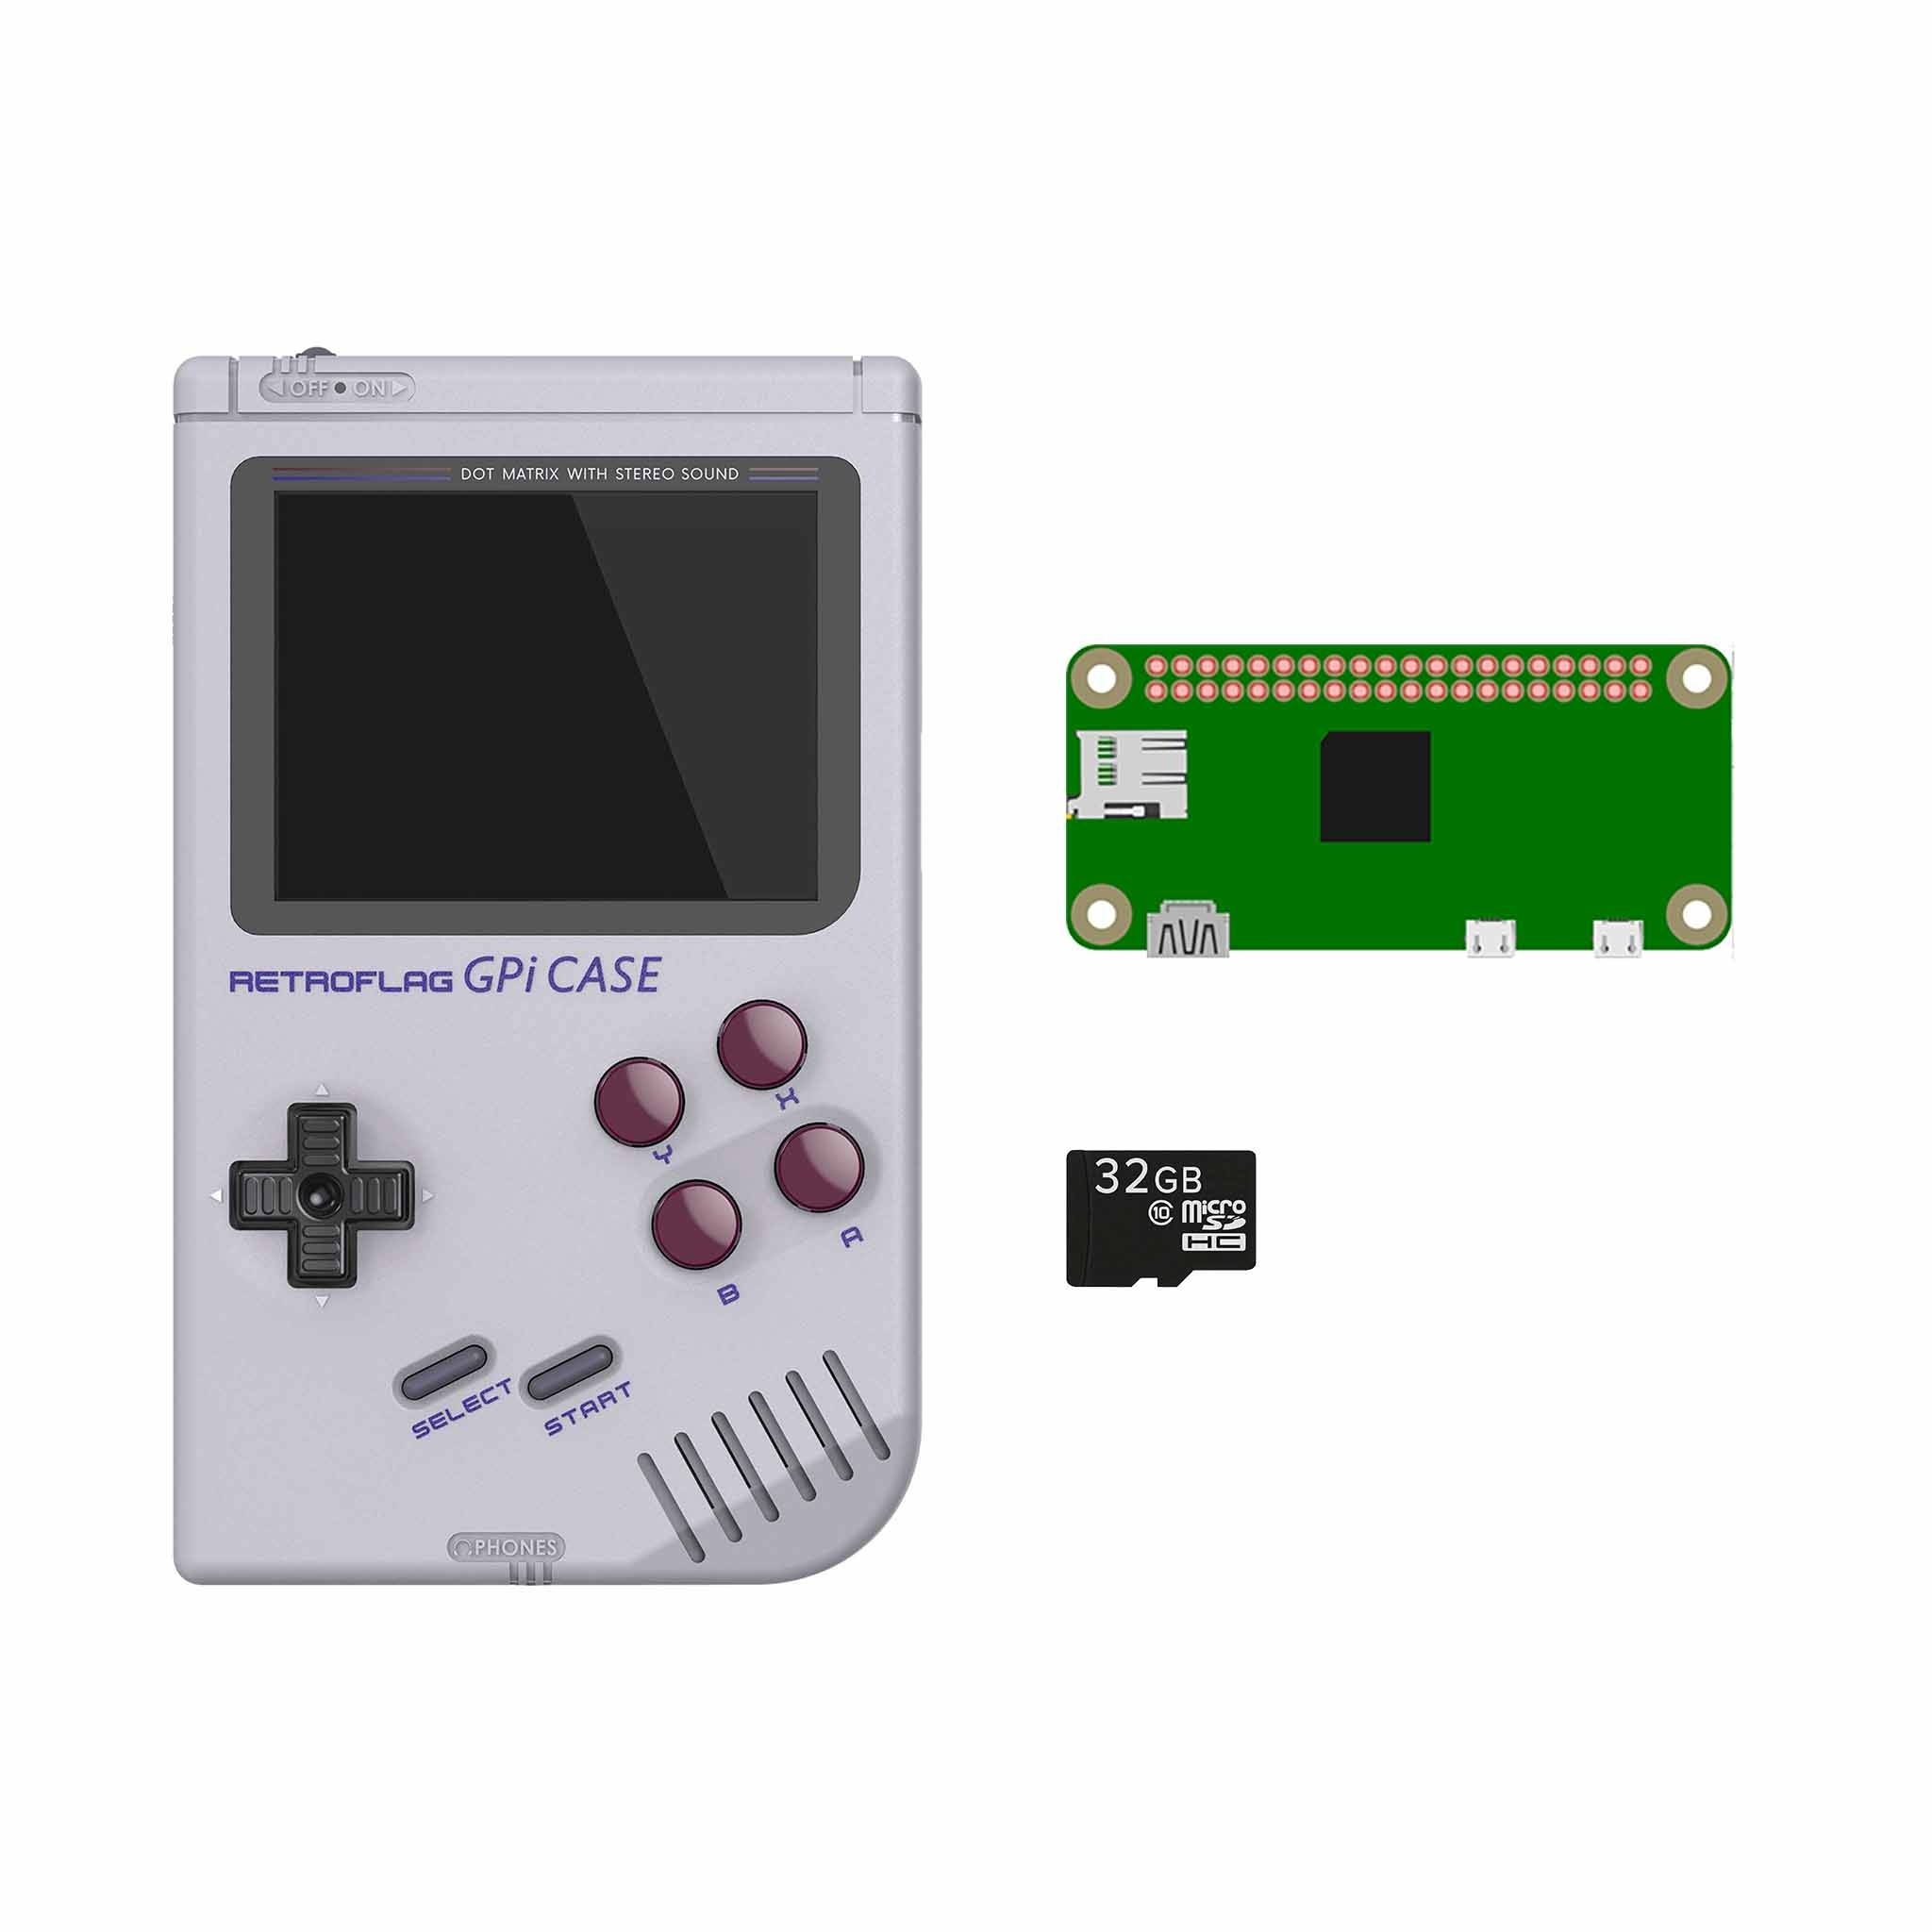 OFF ON
DOT MATRIX WITH STEREO SOUND
RETROFLAG GPi CASE
X
Y
A
B
SELECT START
PHONES
32GB
10 micro
SD
HC